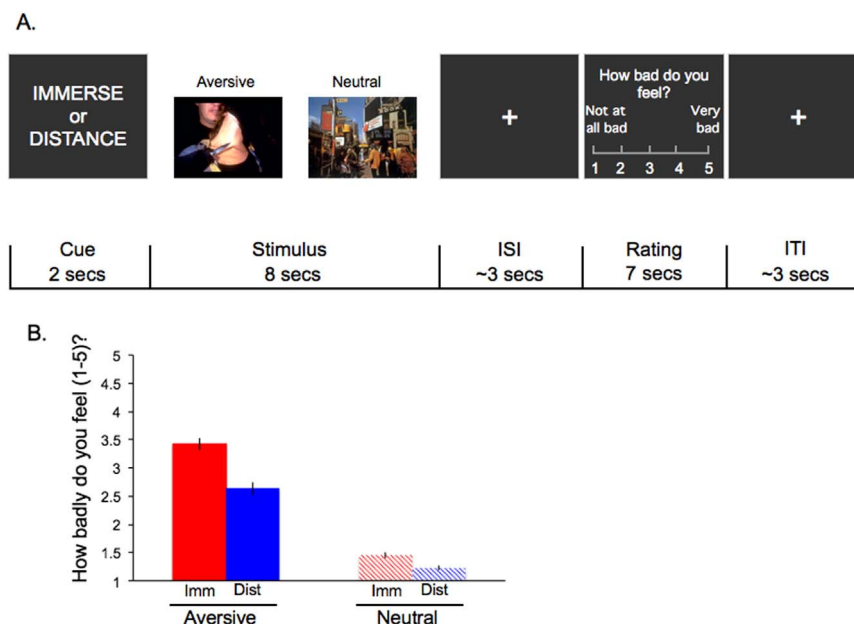 A.
IMMERSE
or
DISTANCE
Aversive
Neutral
+
How bad do you
feel?
Not at
all bad
Very
bad
1 2 3 4 5
+
Cue
2 secs
Stimulus
8 secs
ISI
~3 secs
Rating
7 secs
ITI
~3 secs
B.
How badly do you feel (1-5)?
5
4.5
4
3.5
3
2.5
2
1.5
1
Imm Dist
Aversive
Imm Dist
Neutral